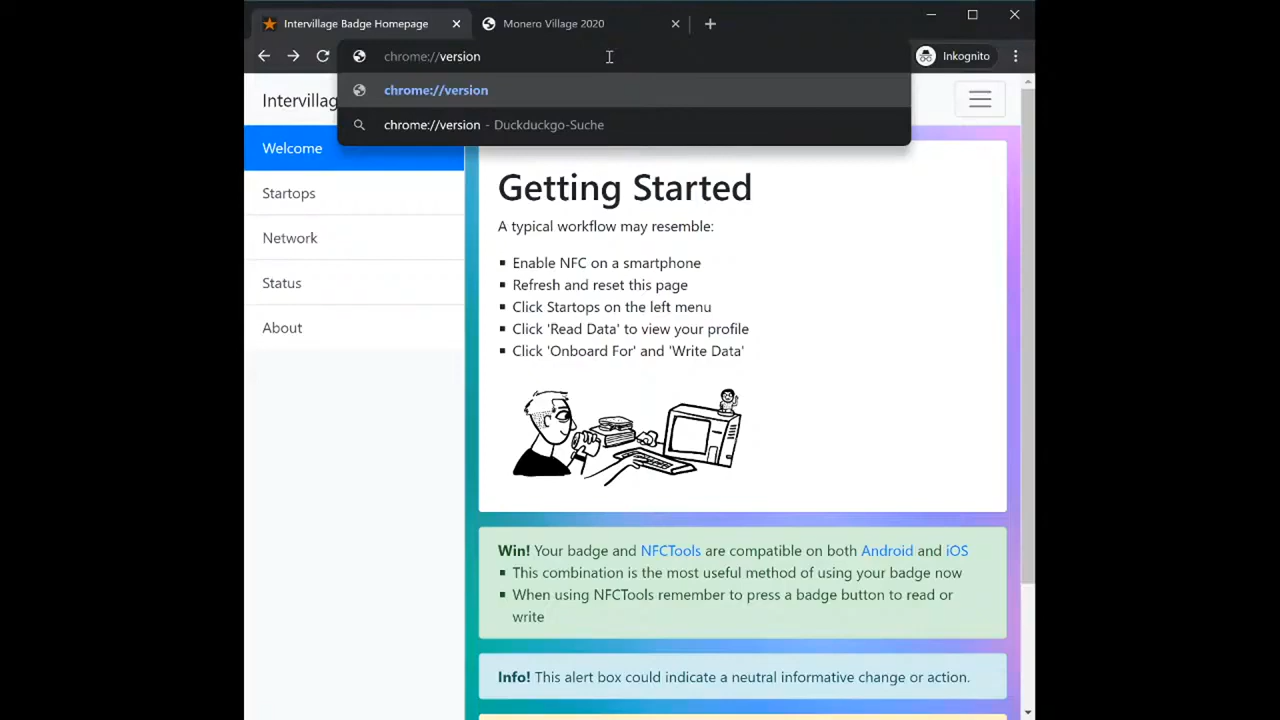 Intervillage Badge Homepage
Monero Village 2020
chrome://version
Inkognito
chrome://version
chrome://version - Duckduckgo-Suche
Intervillag
Welcome
Startops
Network
Status
About
Getting Started
A typical workflow may resemble:
Enable NFC on a smartphone
Refresh and reset this page
Click Startops on the left menu
Click 'Read Data' to view your profile
Click 'Onboard For' and 'Write Data'
Win! Your badge and NFCTools are compatible on both Android and iOS
This combination is the most useful method of using your badge now
When using NFCTools remember to press a badge button to read or
write
Info! This alert box could indicate a neutral informative change or action.